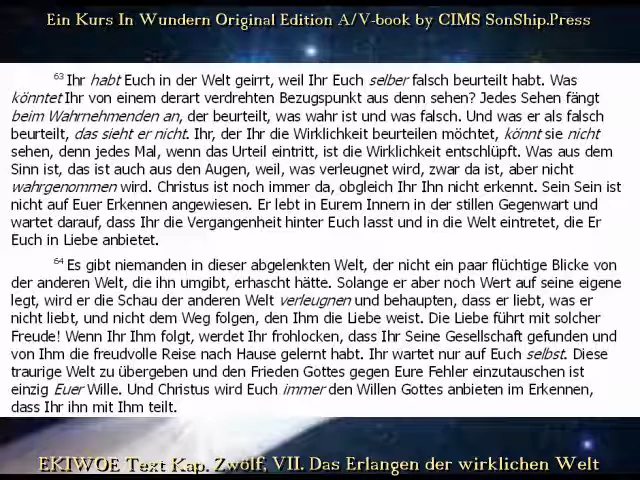 Ein Kurs In Wundern Original Edition A/V-book by CIMS SonShip.Press
63 Ihr habt Euch in der Welt geirrt, weil Ihr Euch selber falsch beurteilt habt. Was
könntet Ihr von einem derart verdrehten Bezugspunkt aus denn sehen? Jedes Sehen fängt
beim Wahrnehmenden an, der beurteilt, was wahr ist und was falsch. Und was er als falsch
beurteilt, das sieht er nicht. Ihr, der Ihr die Wirklichkeit beurteilen möchtet, könnt sie nicht
sehen, denn jedes Mal, wenn das Urteil eintritt, ist die Wirklichkeit entschlüpft. Was aus dem
Sinn ist, das ist auch aus den Augen, weil, was verleugnet wird, zwar da ist, aber nicht
wahrgenommen wird. Christus ist noch immer da, obgleich Ihr Ihn nicht erkennt. Sein Sein ist
nicht auf Euer Erkennen angewiesen. Er lebt in Eurem Innern in der stillen Gegenwart und
wartet darauf, dass Ihr die Vergangenheit hinter Euch lasst und in die Welt eintretet, die Er
Euch in Liebe anbietet.
64 Es gibt niemanden in dieser abgelenkten Welt, der nicht ein paar flüchtige Blicke von
der anderen Welt, die ihn umgibt, erhascht hätte. Solange er aber noch Wert auf seine eigene
legt, wird er die Schau der anderen Welt verleugnen und behaupten, dass er liebt, was er
nicht liebt, und nicht dem Weg folgen, den Ihm die Liebe weist. Die Liebe führt mit solcher
Freude! Wenn Ihr Ihm folgt, werdet Ihr frohlocken, dass Ihr Seine Gesellschaft gefunden und
von Ihm die freudvolle Reise nach Hause gelernt habt. Ihr wartet nur auf Euch selbst. Diese
traurige Welt zu übergeben und den Frieden Gottes gegen Eure Fehler einzutauschen ist
einzig Euer Wille. Und Christus wird Euch immer den Willen Gottes anbieten im Erkennen,
dass Ihr ihn mit Ihm teilt.
EKIWOE Text Kap. Zwölf, VII. Das Erlangen der wirklichen Welt